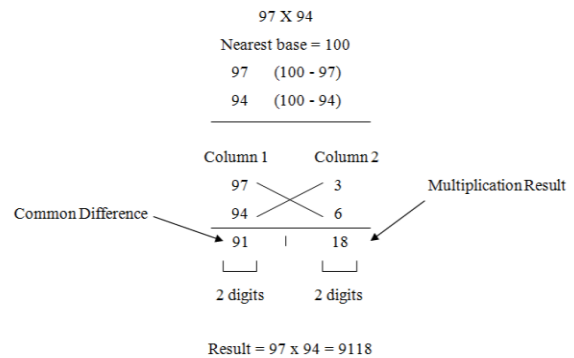 97 X 94
Nearest base = 100
97 (100 - 97)
94 (100 - 94)
Column 1 Column 2
97 3 Multiplication Result
Common Difference 94 6
91 | 18
2 digits 2 digits
Result = 97 x 94 = 9118